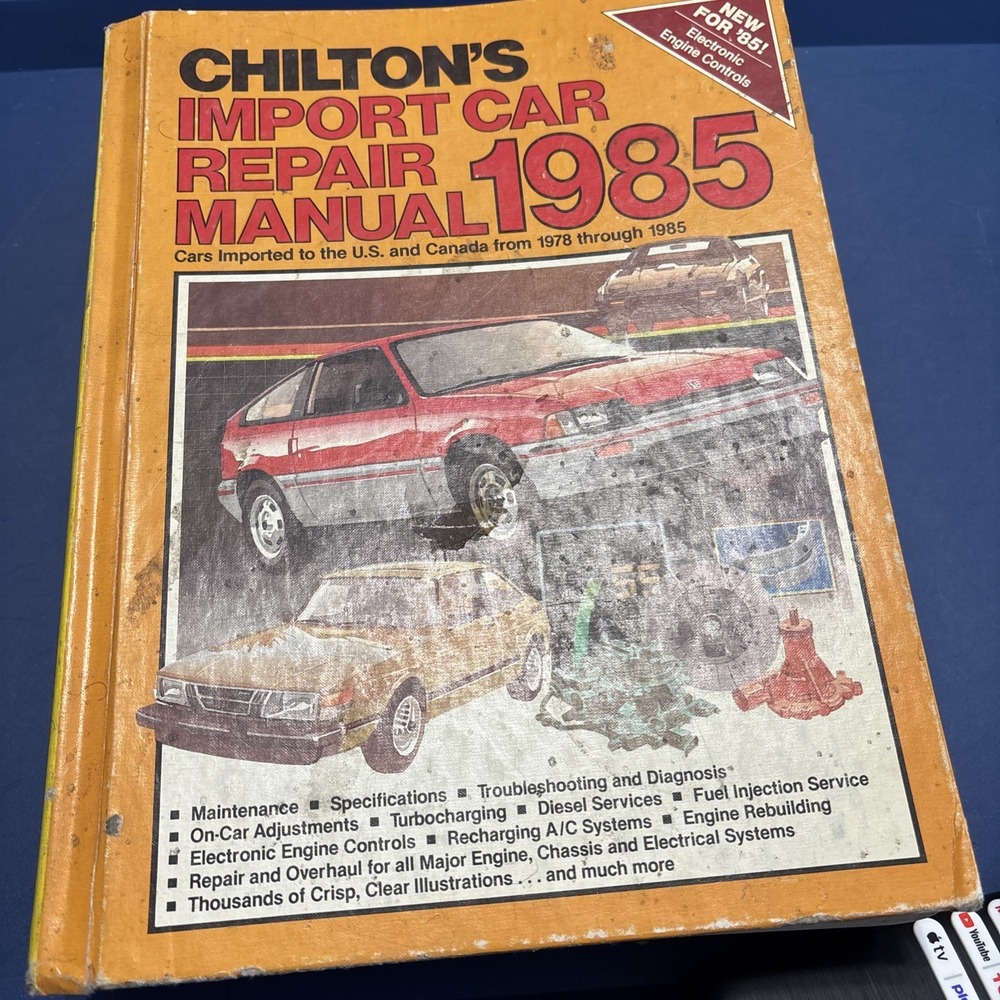 NEW
FOR '85!
Electronic
Engine Controls
CHILTON'S
IMPORT CAR
REPAIR
MANUAL 1985
Cars Imported to the U.S. and Canada from 1978 through 1985
■ Maintenance ■ Specifications ■ Troubleshooting and Diagnosis
■ On-Car Adjustments ■ Turbocharging ■ Diesel Services ■ Fuel Injection Service
■ Electronic Engine Controls ■ Recharging A/C Systems ■ Engine Rebuilding
■ Repair and Overhaul for all Major Engine, Chassis and Electrical Systems
■ Thousands of Crisp, Clear Illustrations . . . and much more
tv
YouTube